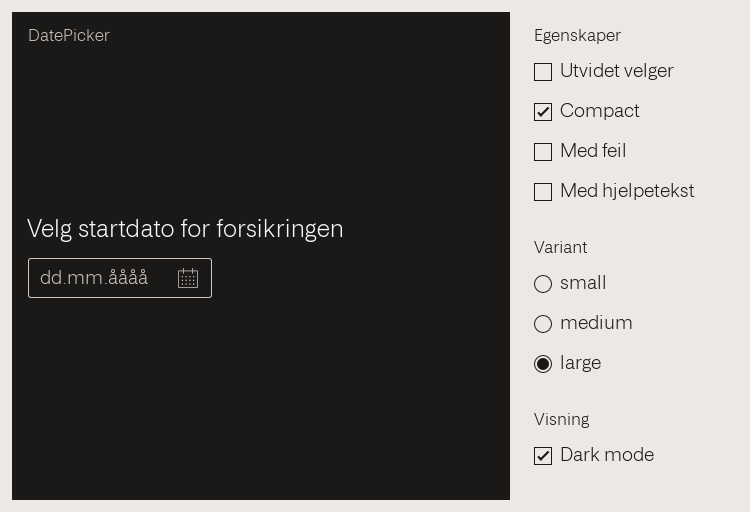 DatePicker
Velg startdato for forsikringen
dd.mm.åååå
Egenskaper
Utvidet velger
Compact
Med feil
Med hjelpetekst
Variant
small
medium
large
Visning
Dark mode